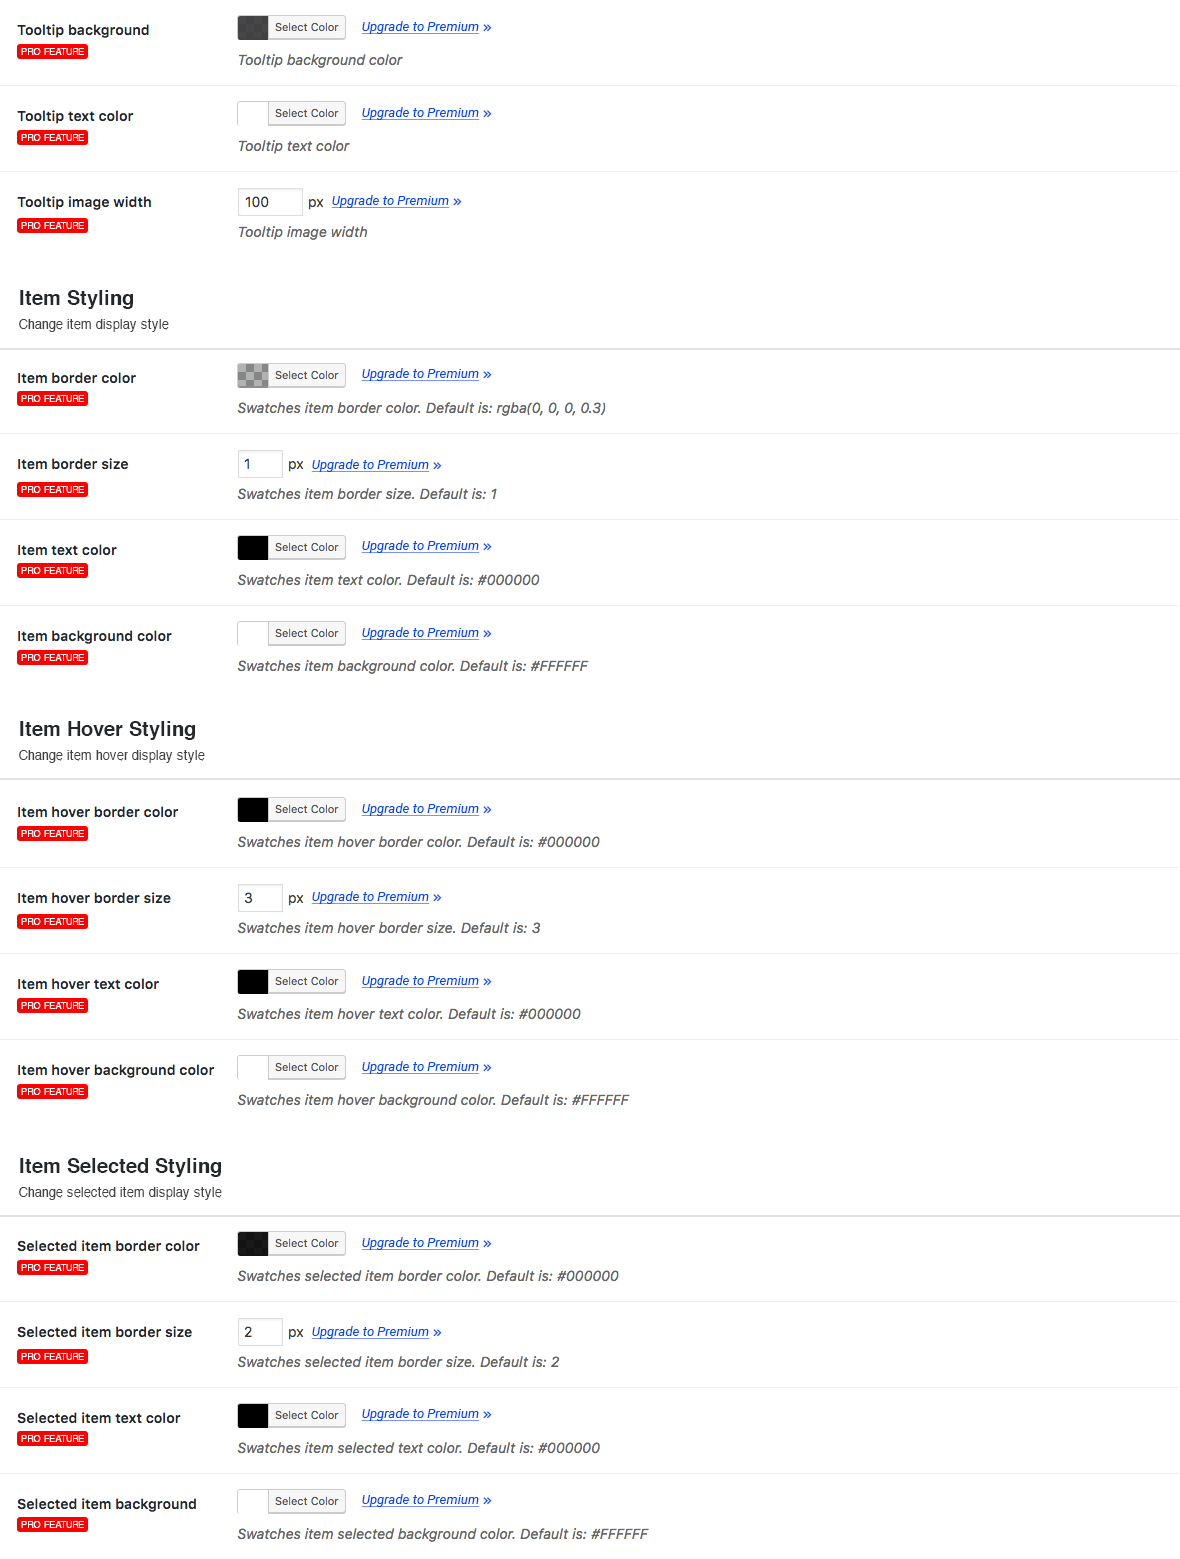 Tooltip background
Select Color
Upgrade to Premium »
PRO FEATURE
Tooltip background color
Tooltip text color
Select Color
Upgrade to Premium »
PRO FEATURE
Tooltip text color
Tooltip image width
100 px Upgrade to Premium »
PRO FEATURE
Tooltip image width
Item Styling
Change item display style
Item border color
Select Color
Upgrade to Premium »
PRO FEATURE
Swatches item border color. Default is: rgba(0, 0, 0, 0.3)
Item border size
1 px Upgrade to Premium »
PRO FEATURE
Swatches item border size. Default is: 1
Item text color
Select Color
Upgrade to Premium »
PRO FEATURE
Swatches item text color. Default is: #000000
Item background color
Select Color
Upgrade to Premium »
PRO FEATURE
Swatches item background color. Default is: #FFFFFF
Item Hover Styling
Change item hover display style
Item hover border color
Select Color
Upgrade to Premium »
PRO FEATURE
Swatches item hover border color. Default is: #000000
Item hover border size
3 px Upgrade to Premium »
PRO FEATURE
Swatches item hover border size. Default is: 3
Item hover text color
Select Color
Upgrade to Premium »
PRO FEATURE
Swatches item hover text color. Default is: #000000
Item hover background color
Select Color
Upgrade to Premium »
PRO FEATURE
Swatches item hover background color. Default is: #FFFFFF
Item Selected Styling
Change selected item display style
Selected item border color
Select Color
Upgrade to Premium »
PRO FEATURE
Swatches selected item border color. Default is: #000000
Selected item border size
2 px Upgrade to Premium »
PRO FEATURE
Swatches selected item border size. Default is: 2
Selected item text color
Select Color
Upgrade to Premium »
PRO FEATURE
Swatches item selected text color. Default is: #000000
Selected item background
Select Color
Upgrade to Premium »
PRO FEATURE
Swatches item selected background color. Default is: #FFFFFF